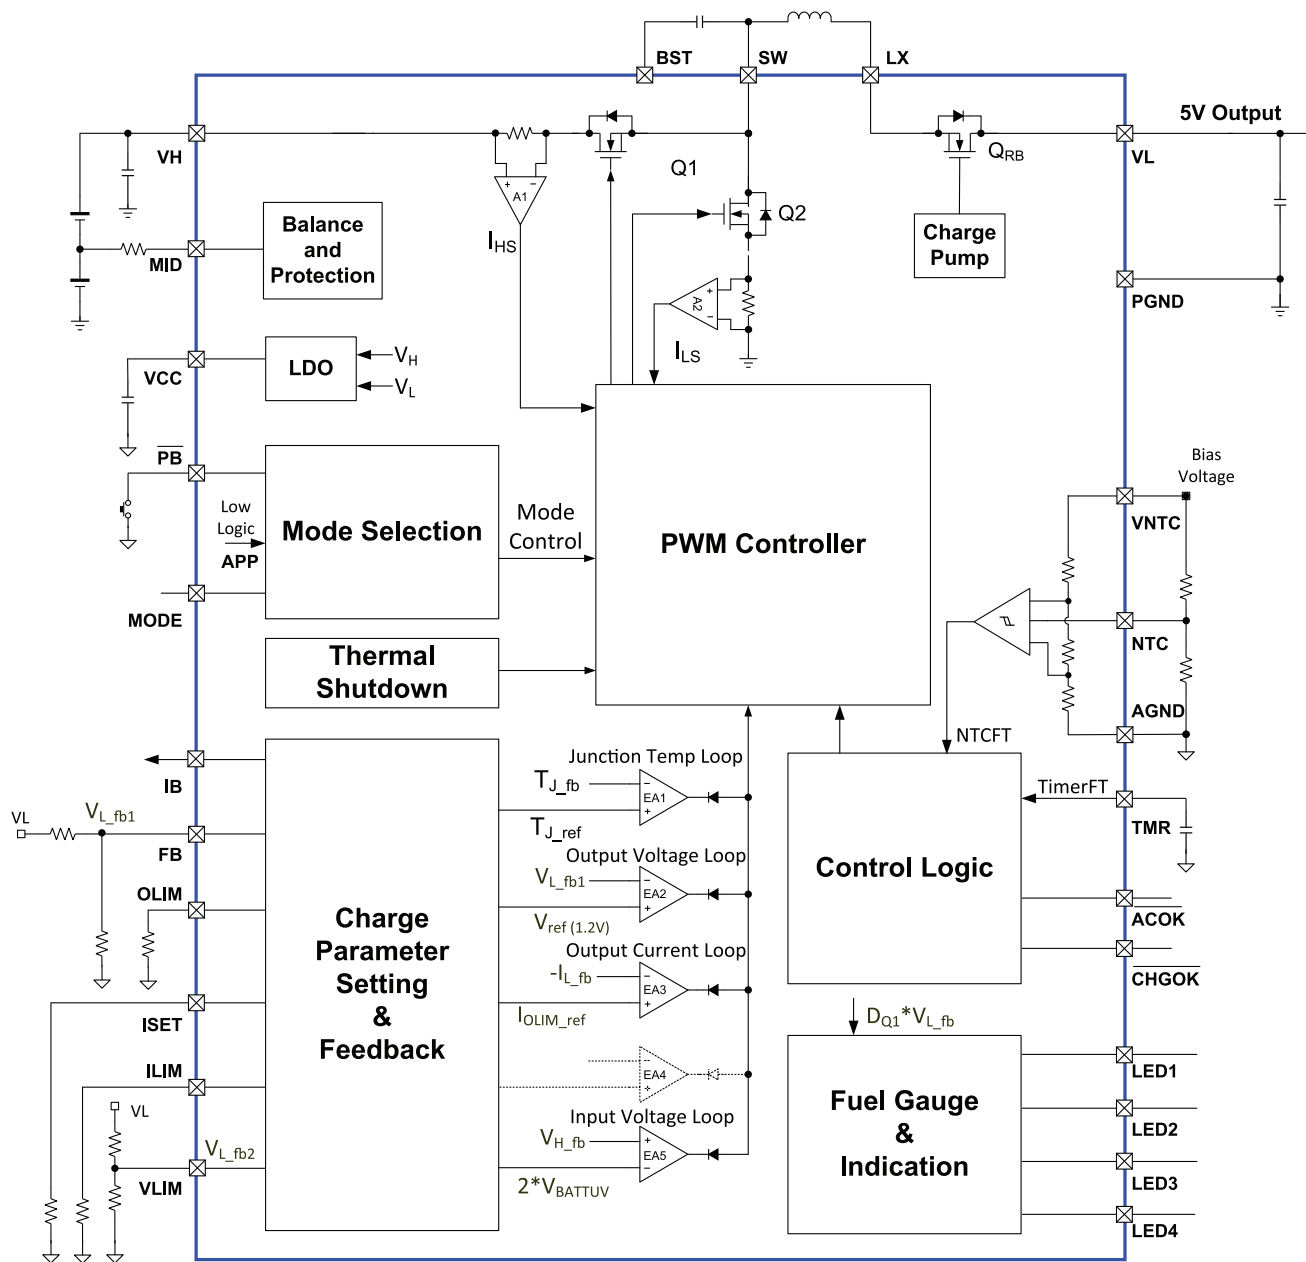 BST
SW
LX
5V Output
VH
VL
Q1
QRB
A1
+
−
IHS
Q2
Balance
and
Protection
MID
Charge
Pump
A2
+
−
ILS
PGND
VCC
LDO
VH
VL
PB
Low
Logic
APP
MODE
Mode Selection
Mode
Control
PWM Controller
Bias
Voltage
VNTC
NTC
AGND
Thermal
Shutdown
NTCFT
IB
VL
VL_fb1
FB
OLIM
ISET
ILIM
VL
VL_fb2
VLIM
Charge
Parameter
Setting
&
Feedback
Junction Temp Loop
TJ_fb
−
EA1
+
TJ_ref
Output Voltage Loop
VL_fb1
−
EA2
+
Vref (1.2V)
Output Current Loop
-IL_fb
−
EA3
+
IOLIM_ref
−
EA4
+
Input Voltage Loop
VH_fb
+
EA5
−
2*VBATTUV
TimerFT
TMR
Control Logic
ACOK
CHGOK
DQ1*VL_fb
Fuel Gauge
&
Indication
LED1
LED2
LED3
LED4